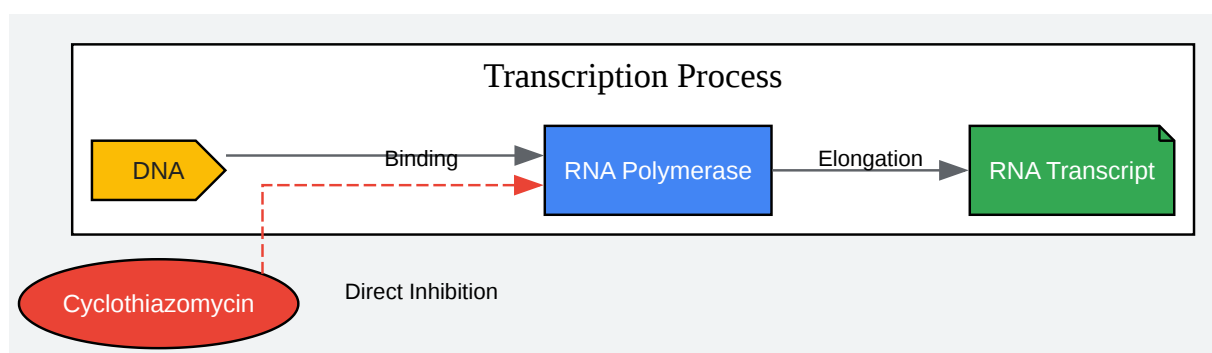 Transcription Process
DNA
Binding
RNA Polymerase
Elongation
RNA Transcript
Cyclothiazomycin
Direct Inhibition